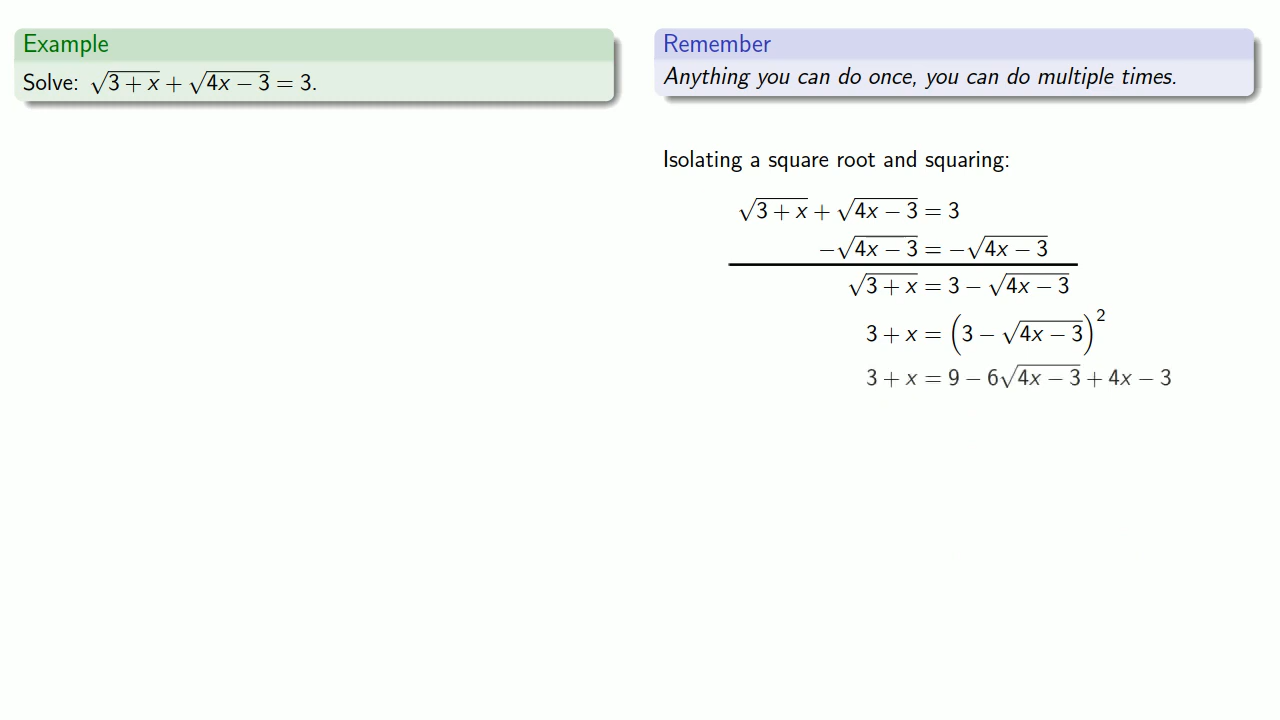 Example
Solve: √(3 + x) + √(4x − 3) = 3.
Remember
Anything you can do once, you can do multiple times.
Isolating a square root and squaring:
√(3 + x) + √(4x − 3) = 3
−√(4x − 3) = −√(4x − 3)
√(3 + x) = 3 − √(4x − 3)
3 + x = (3 − √(4x − 3))²
3 + x = 9 − 6√(4x − 3) + 4x − 3